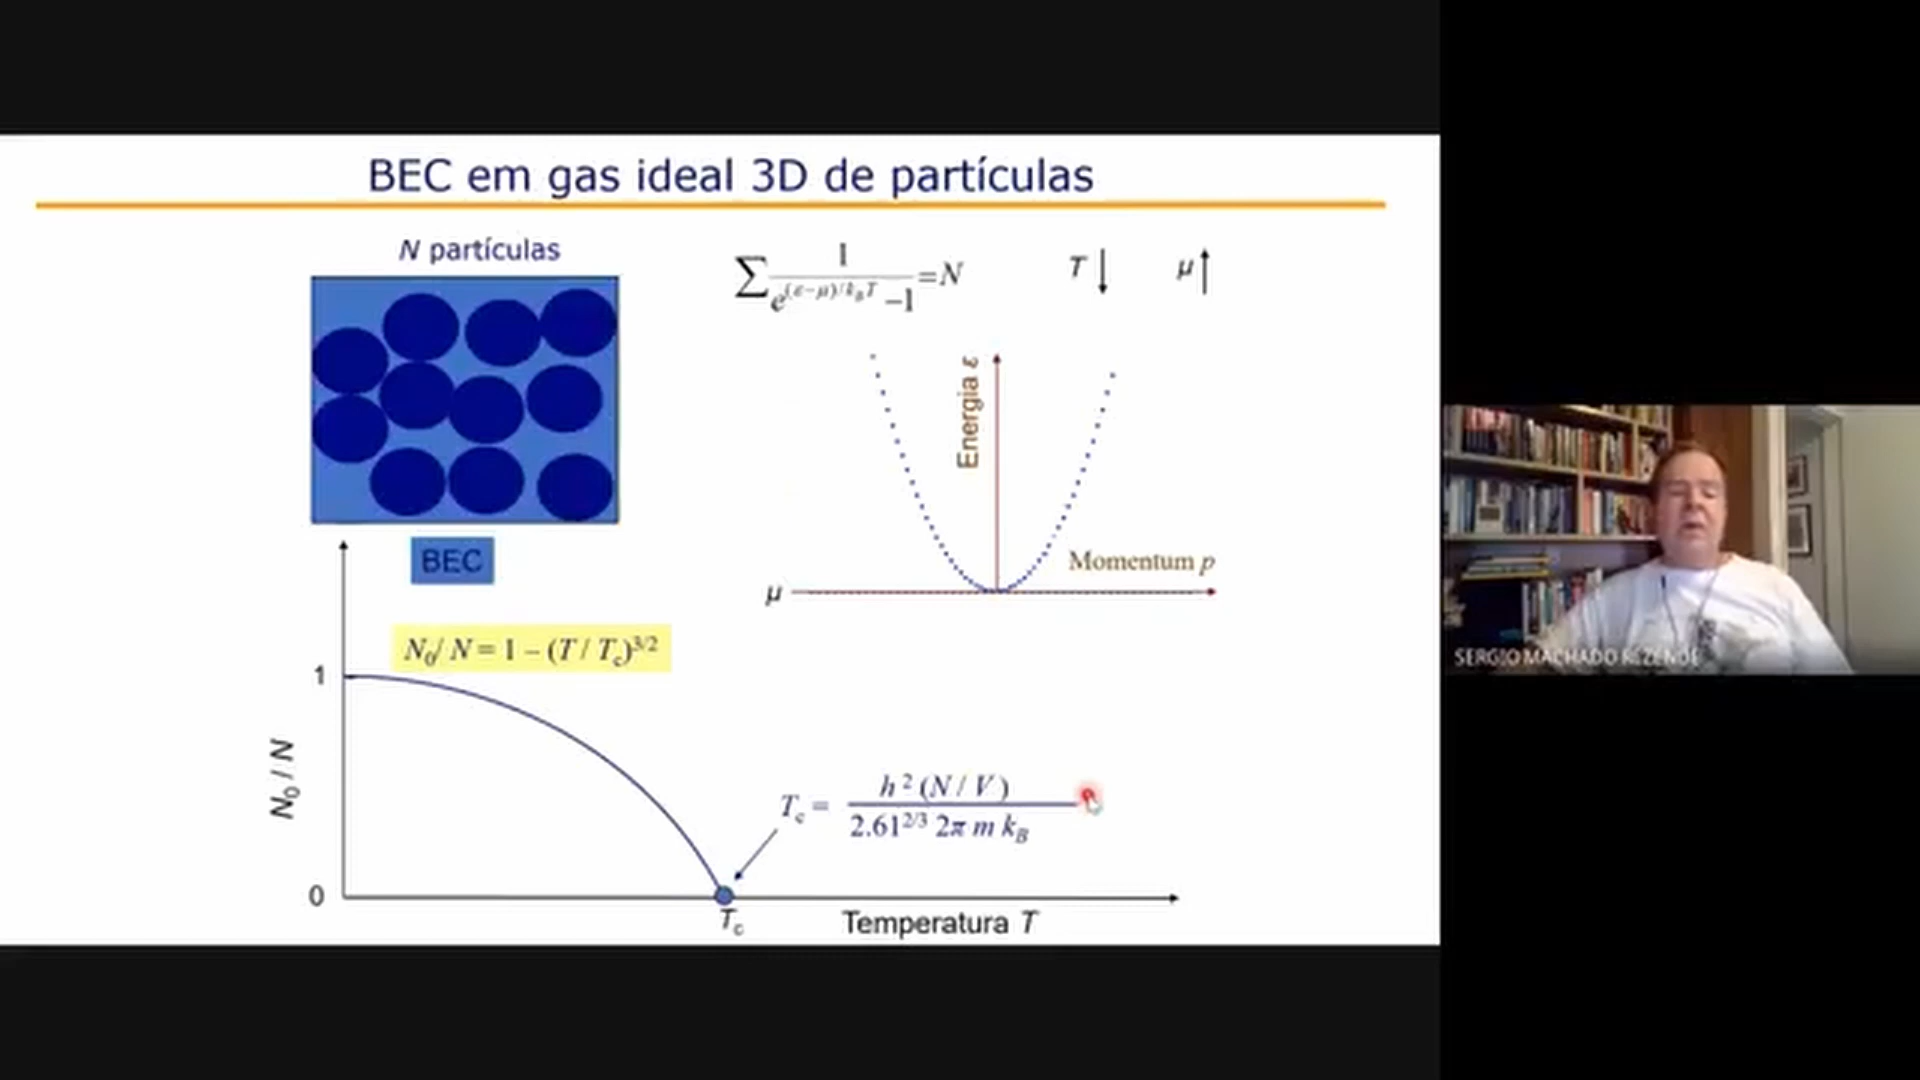 BEC em gas ideal 3D de partículas
N partículas
∑ 1 / e^{(ε−μ)/k_B T} −1 = N
T ↓ μ ↑
Energia ε
Momentum p
μ
BEC
N₀/ N = 1 – (T / T_c)^{3/2}
1
N₀ / N
T_c = h² (N / V) / 2.61^{2/3} 2π m k_B
0
T_c
Temperatura T
SERGIO MACHADO REZENDE